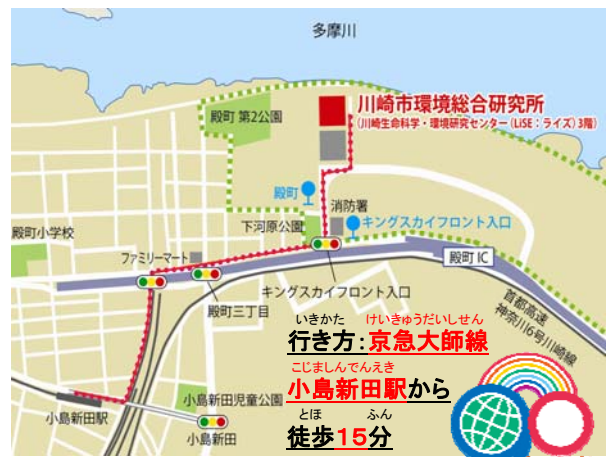 多摩川
川崎市環境総合研究所
(川崎生命科学・環境研究センター(LiSE:ライズ)3階)
殿町 第2公園
殿町
消防署
キングスカイフロント入口
下河原公園
殿町小学校
ファミリーマート
殿町 IC
キングスカイフロント入口
殿町三丁目
首都高速
神奈川6号川崎線
いきかた けいきゅうだいしせん
行き方:京急大師線
こじましんでんえき
小島新田駅から
とほ ふん
徒歩15分
小島新田児童公園
小島新田駅
小島新田